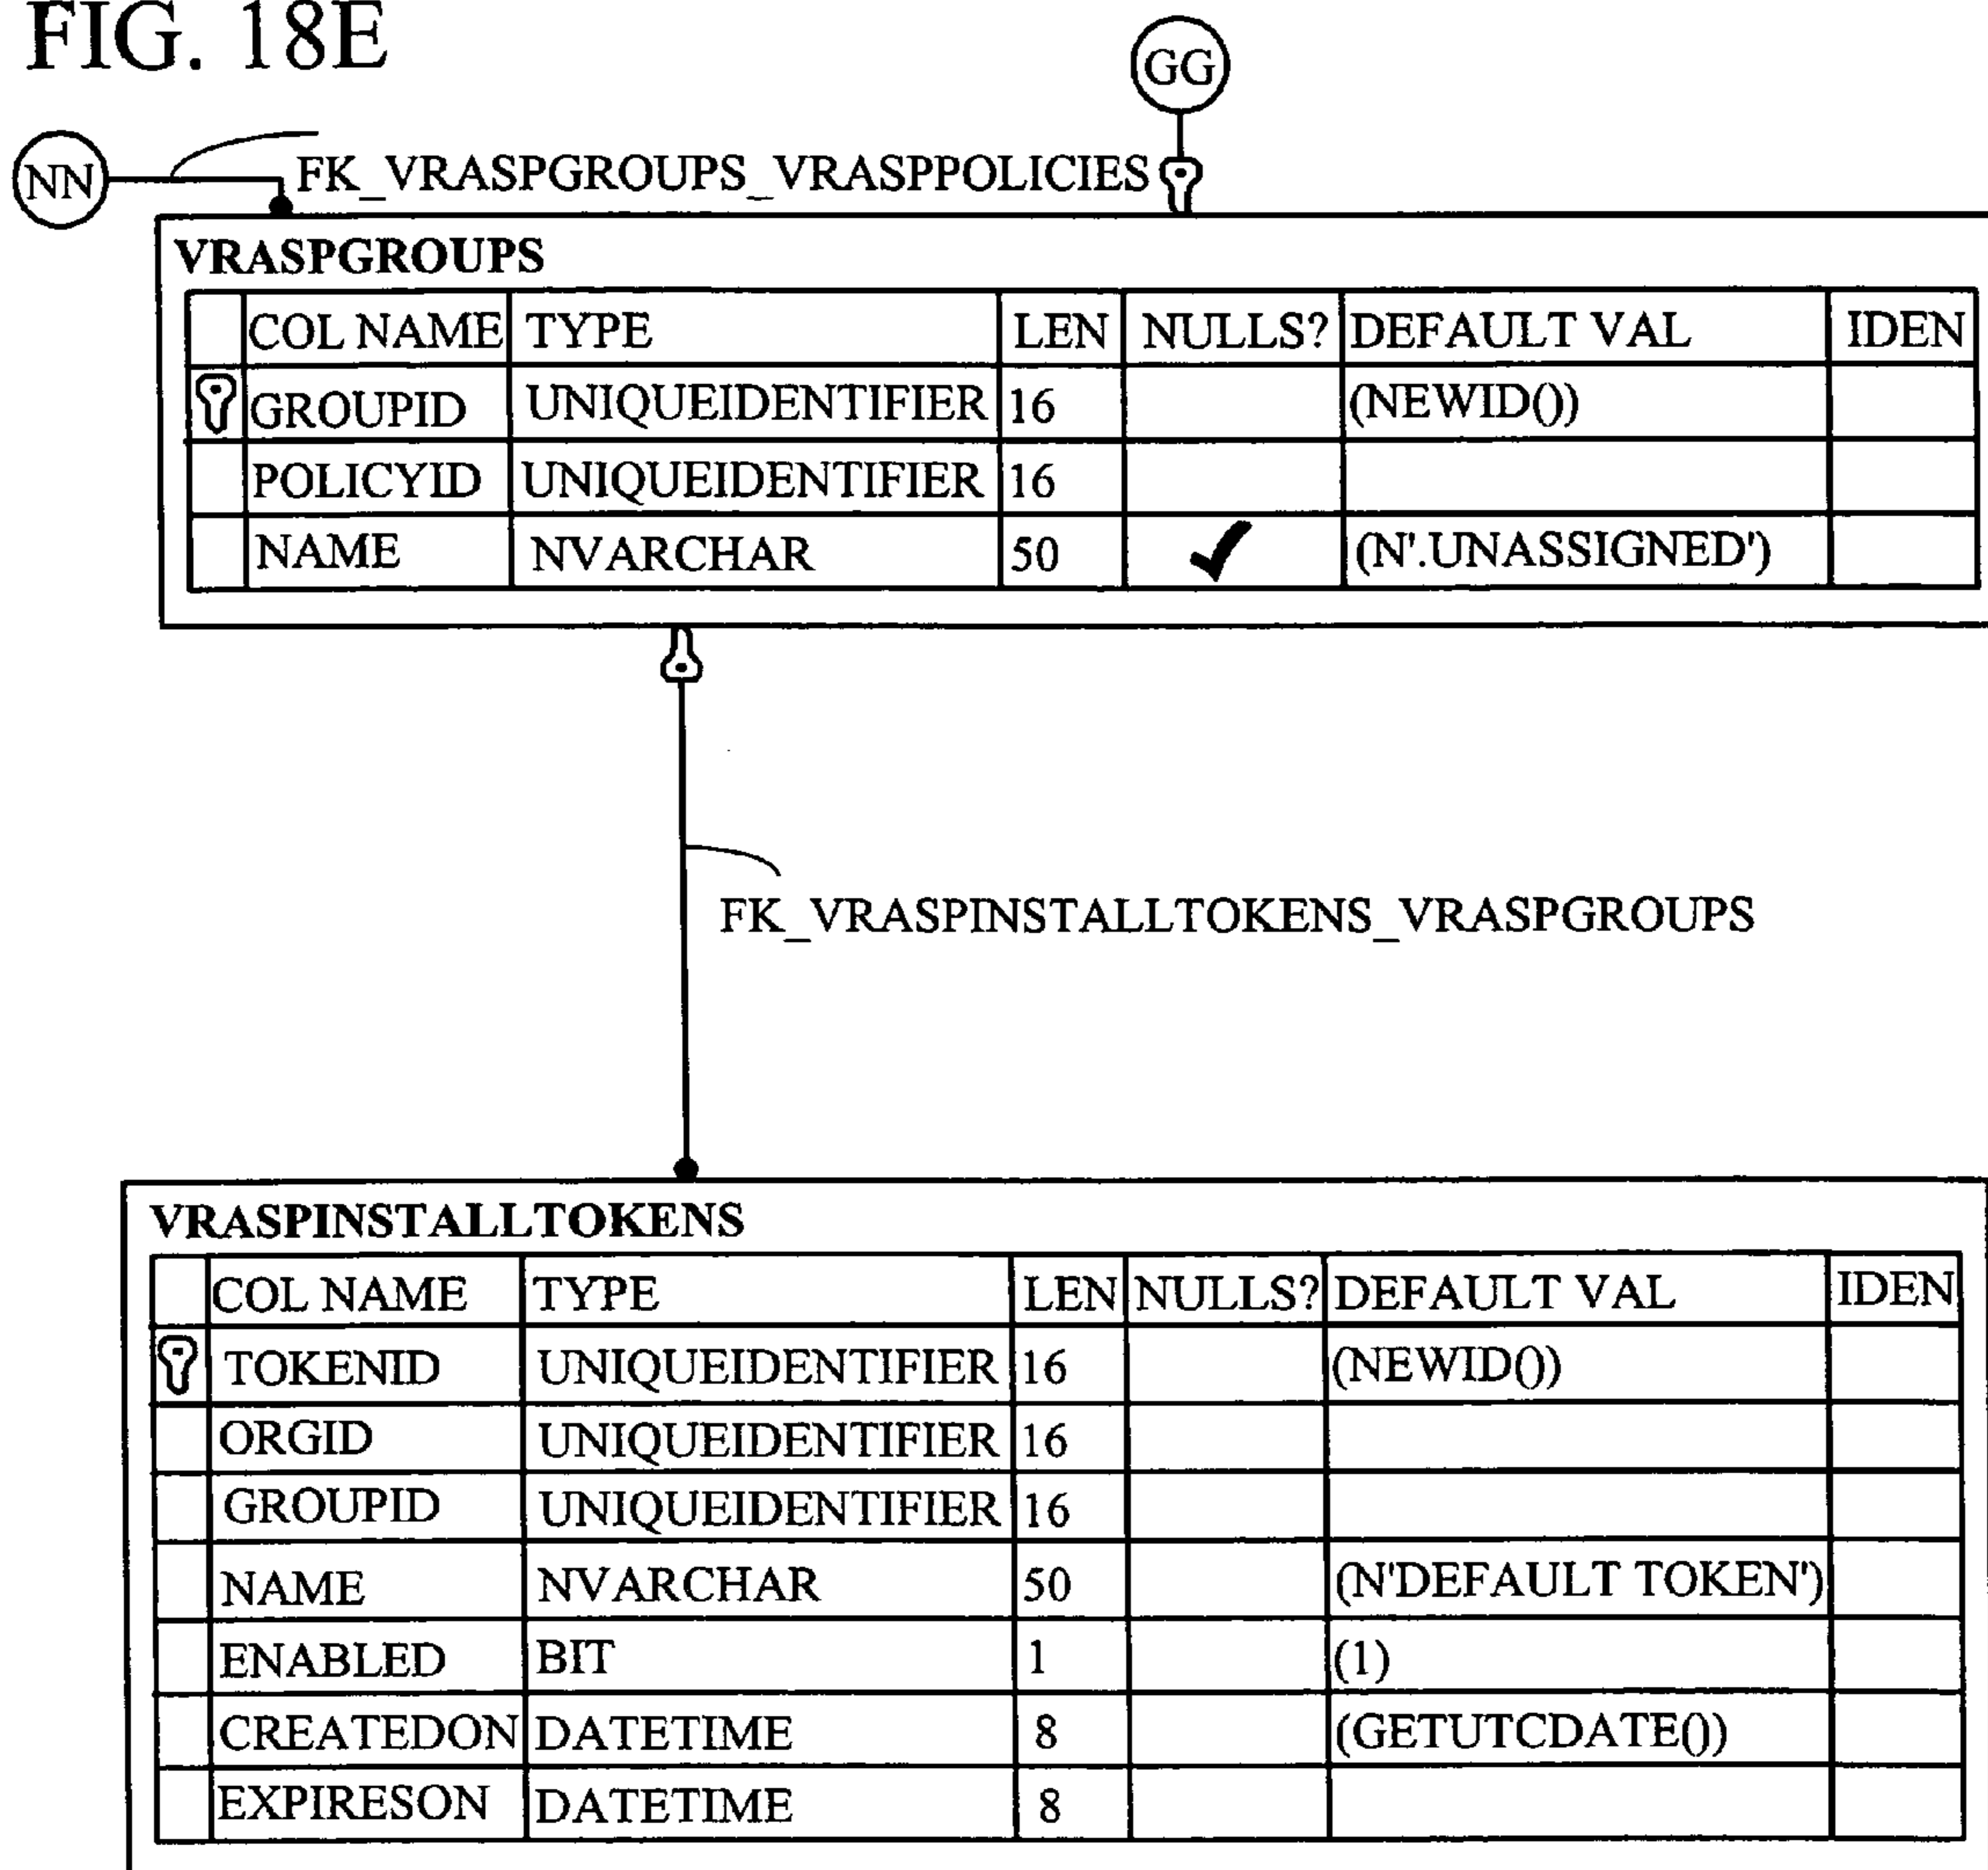 FIG. 18E
GG
NN
FK_VRASPGROUPS_VRASPPOLICIES
VRASPGROUPS
COL NAME TYPE LEN NULLS? DEFAULT VAL IDEN
GROUPID UNIQUEIDENTIFIER 16 (NEWID())
POLICYID UNIQUEIDENTIFIER 16
NAME NVARCHAR 50 ✓ (N'.UNASSIGNED')
FK_VRASPINSTALLTOKENS_VRASPGROUPS
VRASPINSTALLTOKENS
COL NAME TYPE LEN NULLS? DEFAULT VAL IDEN
TOKENID UNIQUEIDENTIFIER 16 (NEWID())
ORGID UNIQUEIDENTIFIER 16
GROUPID UNIQUEIDENTIFIER 16
NAME NVARCHAR 50 (N'DEFAULT TOKEN')
ENABLED BIT 1 (1)
CREATEDON DATETIME 8 (GETUTCDATE())
EXPIRESON DATETIME 8